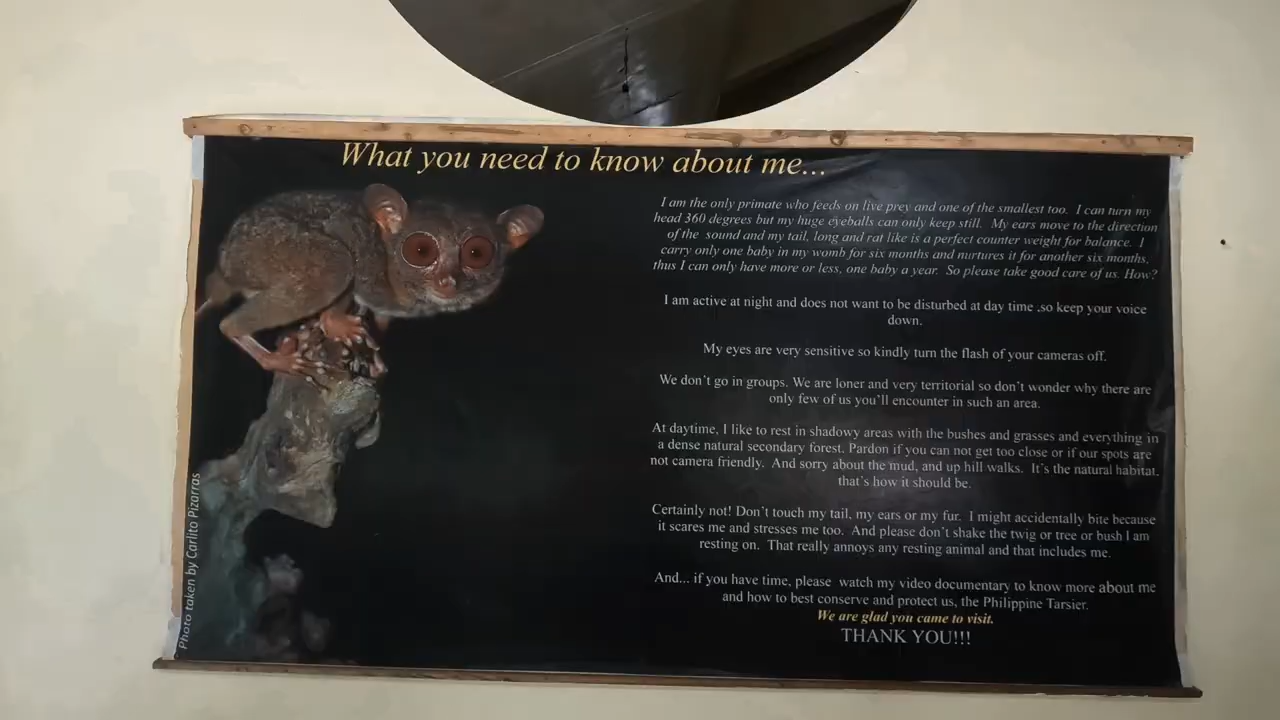 What you need to know about me...
I am the only primate who feeds on live prey and one of the smallest too. I can turn my
head 360 degrees but my huge eyeballs can only keep still. My ears move to the direction
of the sound and my tail, long and rat like is a perfect counter weight for balance. I
carry only one baby in my womb for six months and nurtures it for another six months,
thus I can only have more or less, one baby a year. So please take good care of us. How?
I am active at night and does not want to be disturbed at day time ,so keep your voice
down.
My eyes are very sensitive so kindly turn the flash of your cameras off.
We don't go in groups. We are loner and very territorial so don't wonder why there are
only few of us you'll encounter in such an area.
At daytime, I like to rest in shadowy areas with the bushes and grasses and everything in
a dense natural secondary forest. Pardon if you can not get too close or if our spots are
not camera friendly. And sorry about the mud, and up hill walks. It's the natural habitat,
that's how it should be.
Certainly not! Don't touch my tail, my ears or my fur. I might accidentally bite because
it scares me and stresses me too. And please don't shake the twig or tree or bush I am
resting on. That really annoys any resting animal and that includes me.
And... if you have time, please watch my video documentary to know more about me
and how to best conserve and protect us, the Philippine Tarsier.
We are glad you came to visit.
THANK YOU!!!
Photo taken by Carlito Pizarras